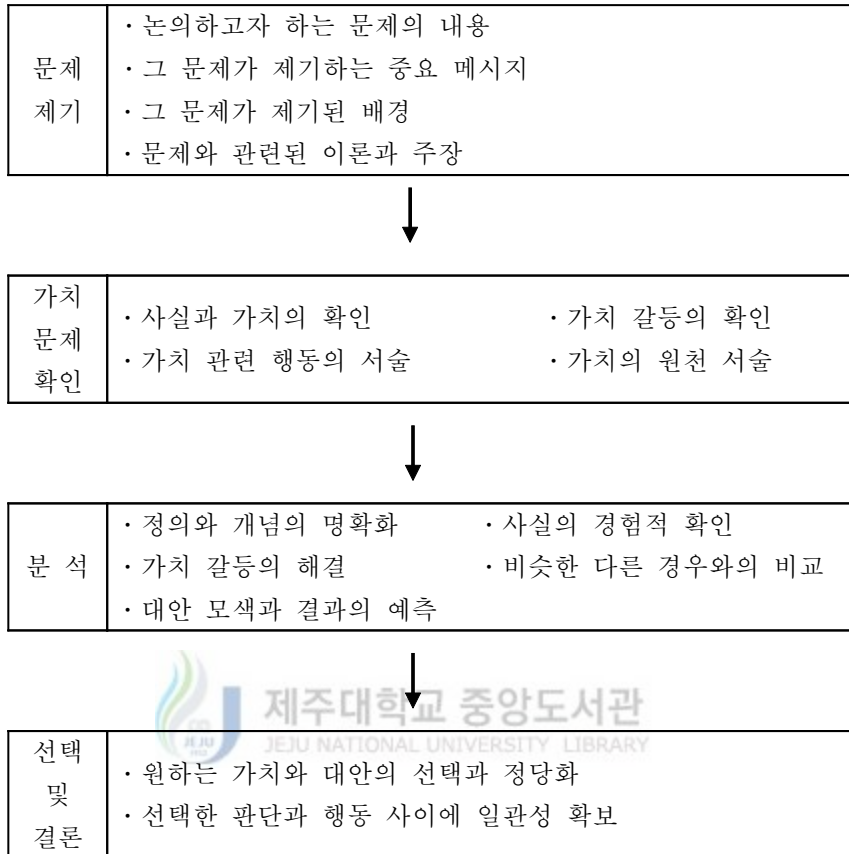 문제
제기
· 논의하고자 하는 문제의 내용
· 그 문제가 제기하는 중요 메시지
· 그 문제가 제기된 배경
· 문제와 관련된 이론과 주장
가치
문제
확인
· 사실과 가치의 확인 · 가치 갈등의 확인
· 가치 관련 행동의 서술 · 가치의 원천 서술
분 석
· 정의와 개념의 명확화 · 사실의 경험적 확인
· 가치 갈등의 해결 · 비슷한 다른 경우와의 비교
· 대안 모색과 결과의 예측
제주대학교 중앙도서관
JEJU NATIONAL UNIVERSITY LIBRARY
선택
및
결론
· 원하는 가치와 대안의 선택과 정당화
· 선택한 판단과 행동 사이에 일관성 확보